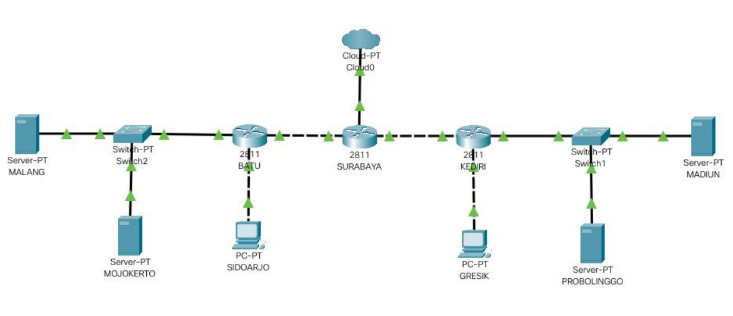 Cloud-PT
Cloud0
Server-PT
MALANG
Switch-PT
Switch2
2811
BATU
2811
SURABAYA
2811
KEDIRI
Switch-PT
Switch1
Server-PT
MADIUN
Server-PT
MOJOKERTO
PC-PT
SIDOARJO
PC-PT
GRESIK
Server-PT
PROBOLINGGO